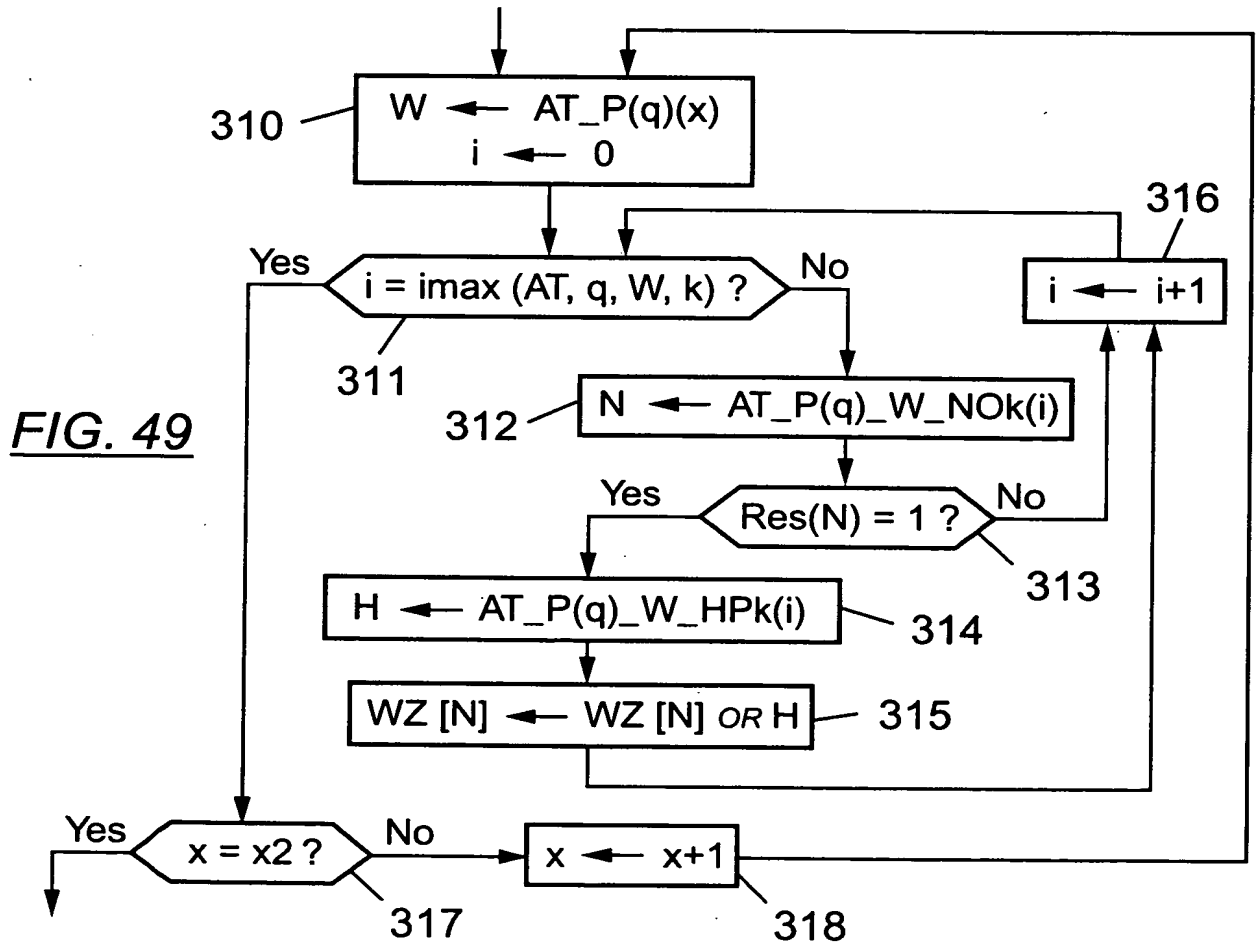 W ← AT_P(q)(x)
i ← 0
310
316
Yes
i = imax (AT, q, W, k) ?
No
i ← i+1
311
N ← AT_P(q)_W_NOk(i)
312
FIG. 49
Yes
Res(N) = 1 ?
No
313
H ← AT_P(q)_W_HPk(i)
314
WZ [N] ← WZ [N] OR H
315
Yes
x = x2 ?
No
x ← x+1
317
318